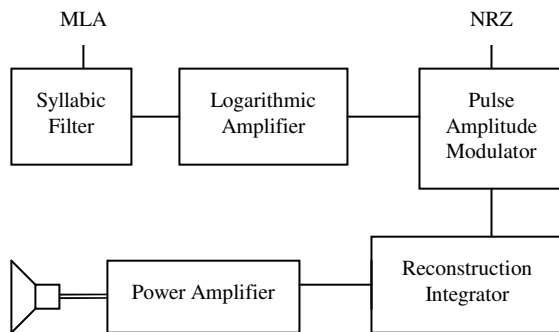 MLA
NRZ
Syllabic
Filter
Logarithmic
Amplifier
Pulse
Amplitude
Modulator
Power Amplifier
Reconstruction
Integrator